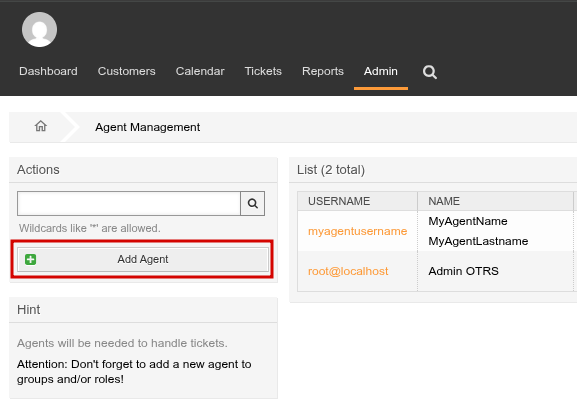 Dashboard Customers Calendar Tickets Reports Admin
Agent Management
Actions
Wildcards like '*' are allowed.
Add Agent
Hint
Agents will be needed to handle tickets.
Attention: Don't forget to add a new agent to
groups and/or roles!
List (2 total)
USERNAME NAME
myagentusername MyAgentName
MyAgentLastname
root@localhost Admin OTRS